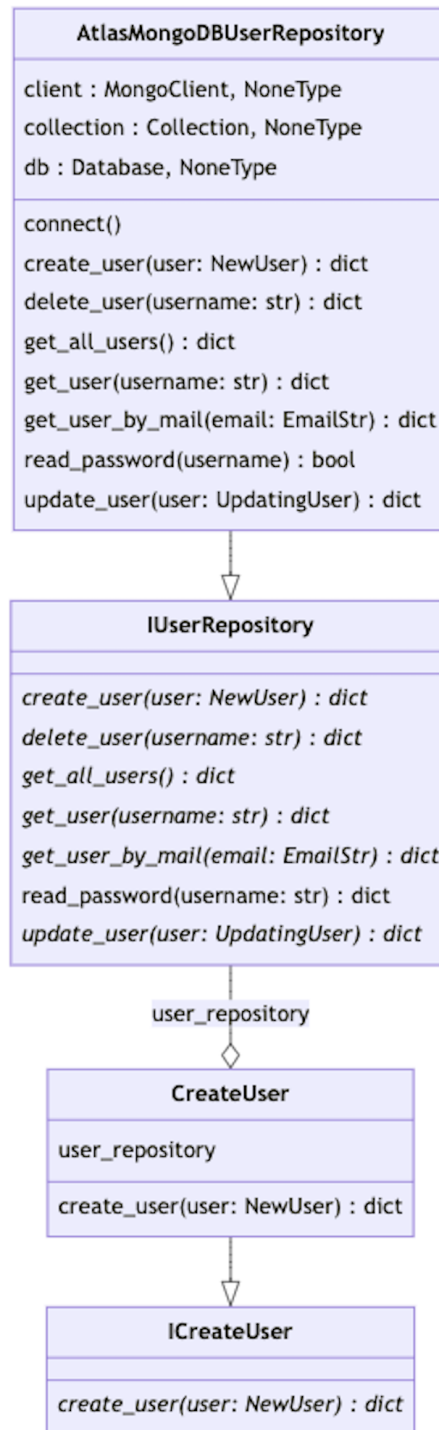 AtlasMongoDBUserRepository
client : MongoClient, NoneType
collection : Collection, NoneType
db : Database, NoneType
connect()
create_user(user: NewUser) : dict
delete_user(username: str) : dict
get_all_users() : dict
get_user(username: str) : dict
get_user_by_mail(email: EmailStr) : dict
read_password(username) : bool
update_user(user: UpdatingUser) : dict
IUserRepository
create_user(user: NewUser) : dict
delete_user(username: str) : dict
get_all_users() : dict
get_user(username: str) : dict
get_user_by_mail(email: EmailStr) : dict
read_password(username: str) : dict
update_user(user: UpdatingUser) : dict
user_repository
CreateUser
user_repository
create_user(user: NewUser) : dict
ICreateUser
create_user(user: NewUser) : dict